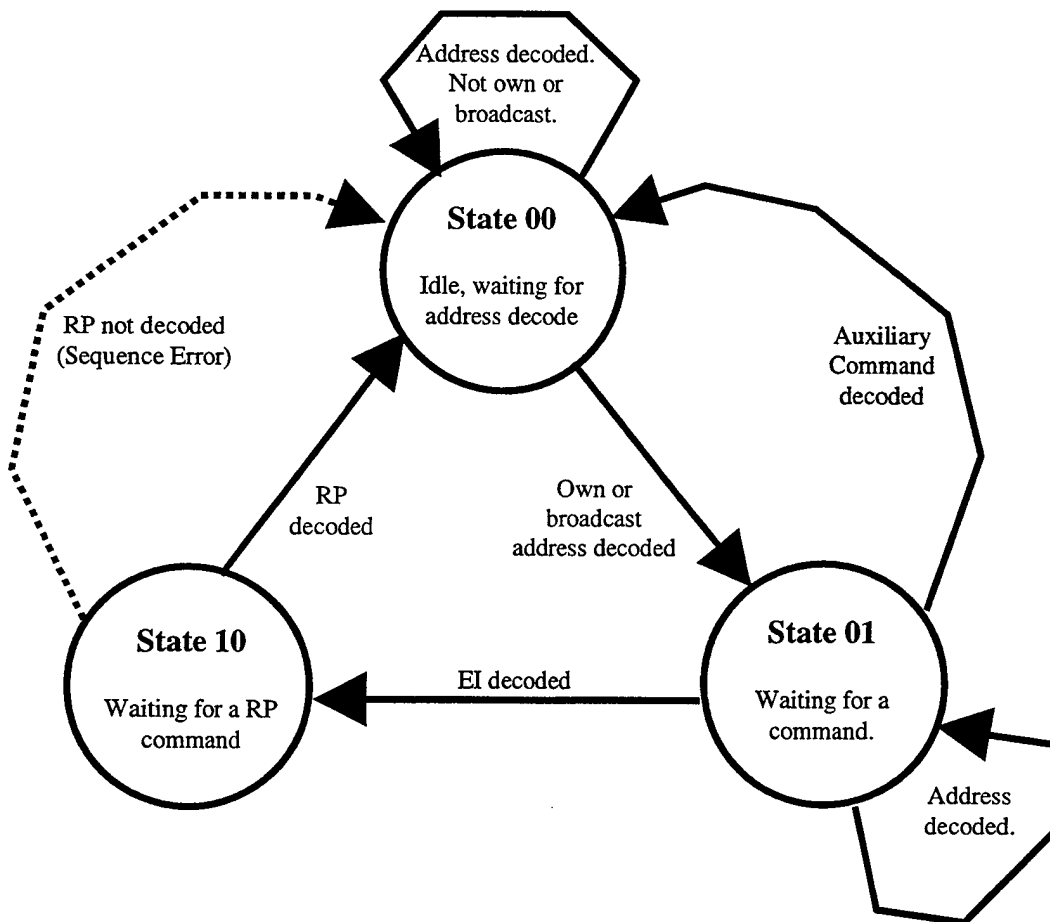 Address decoded.
Not own or
broadcast.
State 00
Idle, waiting for
address decode
RP not decoded
(Sequence Error)
Auxiliary
Command
decoded
RP
decoded
Own or
broadcast
address decoded
State 10
Waiting for a RP
command
EI decoded
State 01
Waiting for a
command.
Address
decoded.